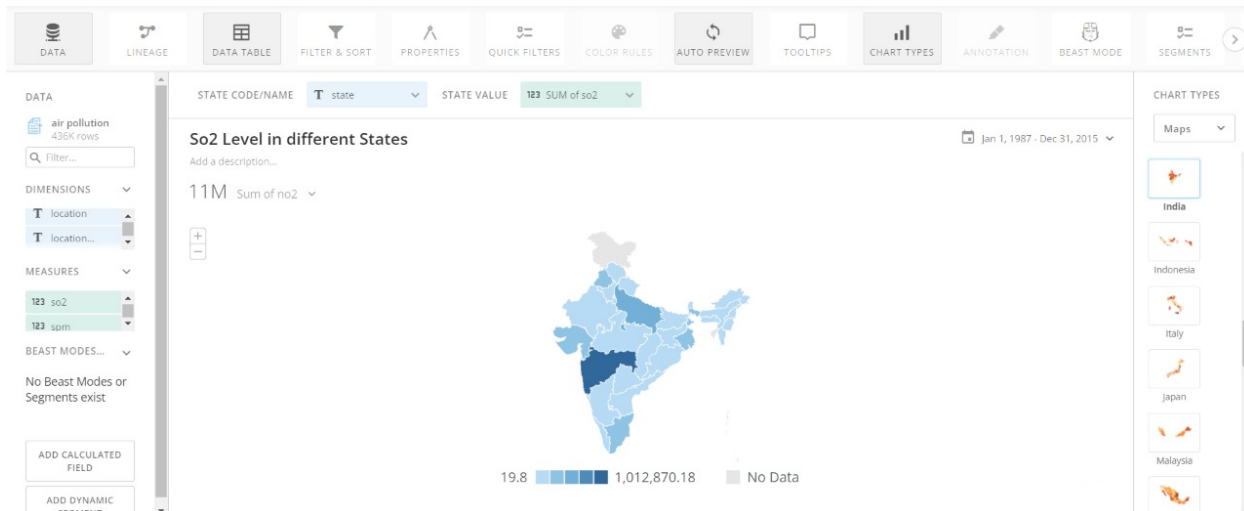 DATA
LINEAGE
DATA TABLE
FILTER & SORT
PROPERTIES
QUICK FILTERS
COLOR RULES
AUTO PREVIEW
TOOLTIPS
CHART TYPES
ANNOTATION
BEAST MODE
SEGMENTS
DATA
air pollution
436K rows
Filter...
DIMENSIONS
T location
T location...
MEASURES
123 so2
123 spm
BEAST MODES...
No Beast Modes or
Segments exist
ADD CALCULATED
FIELD
ADD DYNAMIC
STATE CODE/NAME T state STATE VALUE 123 SUM of so2
So2 Level in different States
Jan 1, 1987 - Dec 31, 2015
Add a description...
11M Sum of no2
+
−
19.8 1,012,870.18 No Data
CHART TYPES
Maps
India
Indonesia
Italy
Japan
Malaysia